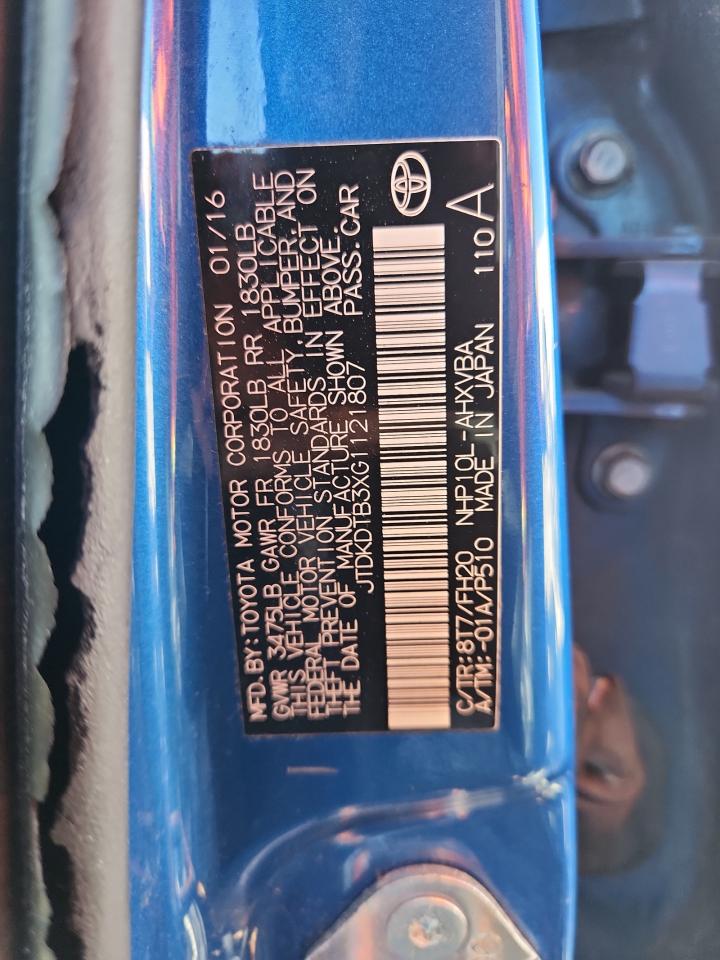 MFD. BY: TOYOTA MOTOR CORPORATION 01/16
GVWR 3475LB GAWR FR 1830LB RR 1830LB
THIS VEHICLE CONFORMS TO ALL APPLICABLE
FEDERAL MOTOR VEHICLE SAFETY, BUMPER, AND
THEFT PREVENTION STANDARDS IN EFFECT ON
THE DATE OF MANUFACTURE SHOWN ABOVE.
JTDKDTB3XG1121807 PASS. CAR
C/TR: 8T7/FH20 NHP10L-AHXVBA
A/TM: -01A/P510 MADE IN JAPAN 110 A